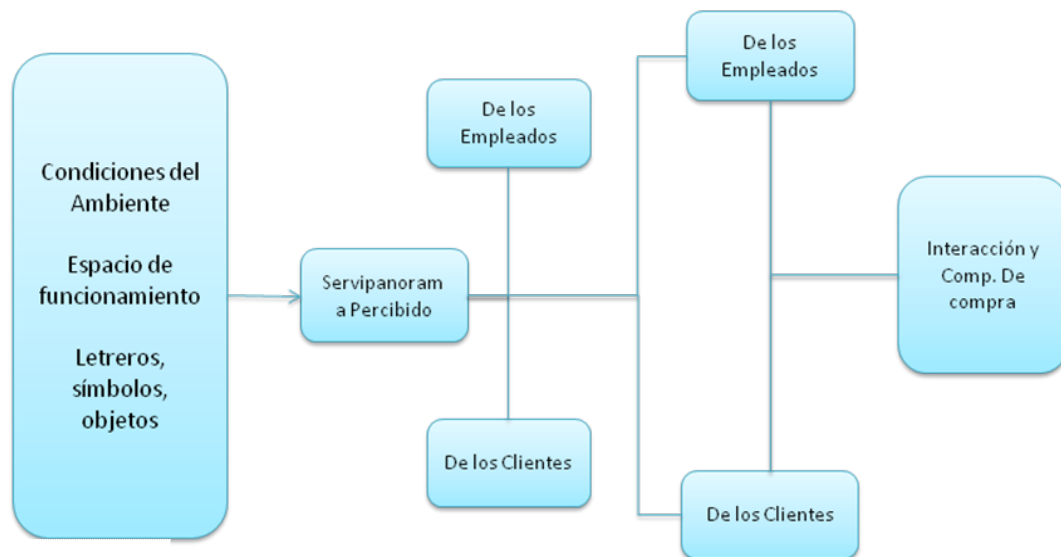 Condiciones del
Ambiente
Espacio de
funcionamiento
Letreros,
símbolos,
objetos
Servipanoram
a Percibido
De los
Empleados
De los Clientes
De los
Empleados
De los Clientes
Interacción y
Comp. De
compra